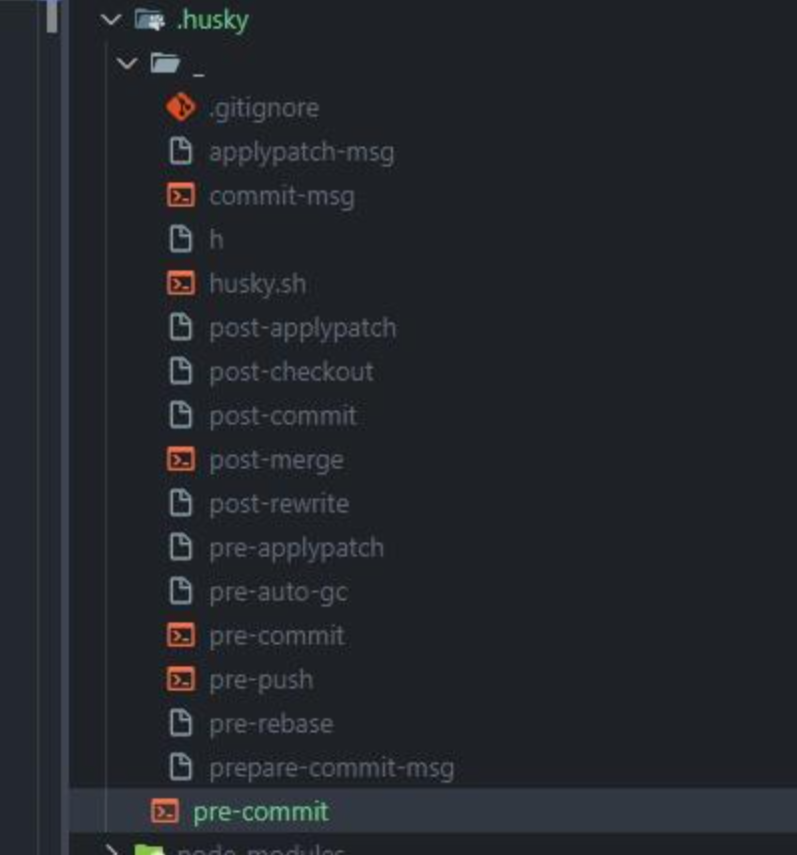 .husky
_
.gitignore
applypatch-msg
commit-msg
h
husky.sh
post-applypatch
post-checkout
post-commit
post-merge
post-rewrite
pre-applypatch
pre-auto-gc
pre-commit
pre-push
pre-rebase
prepare-commit-msg
pre-commit
node_modules